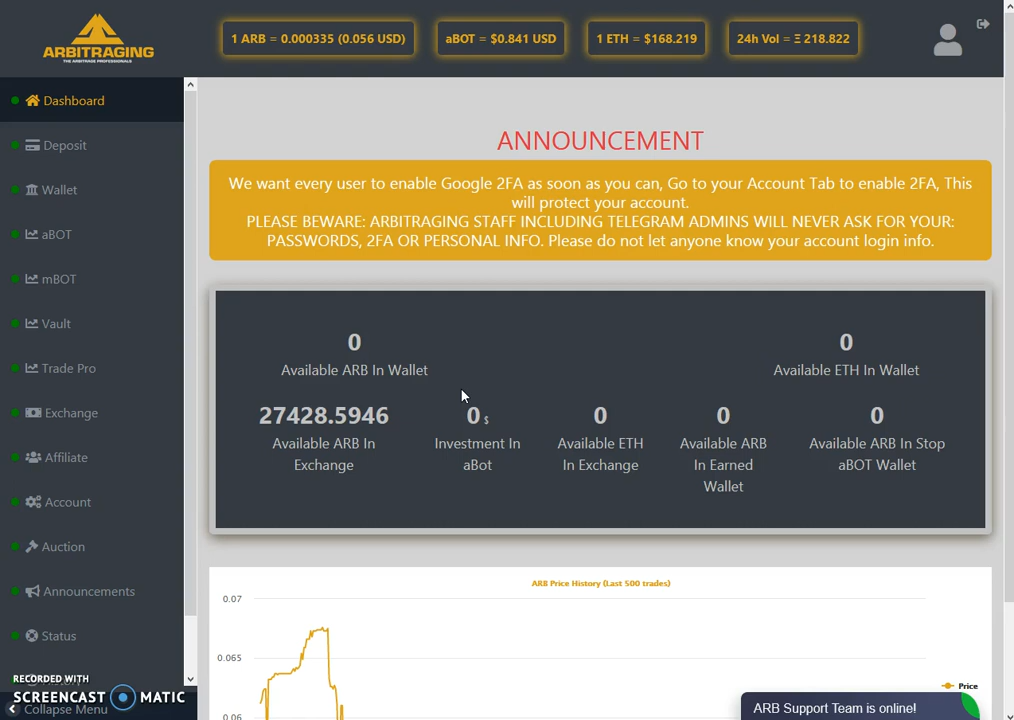 ARBITRAGING
THE ARBITRAGE PROFESSIONALS
1 ARB = 0.000335 (0.056 USD)
aBOT = $0.841 USD
1 ETH = $168.219
24h Vol = Ξ 218.822
Dashboard
Deposit
Wallet
aBOT
mBOT
Vault
Trade Pro
Exchange
Affiliate
Account
Auction
Announcements
Status
RECORDED WITH
SCREENCAST MATIC
Collapse Menu
ANNOUNCEMENT
We want every user to enable Google 2FA as soon as you can, Go to your Account Tab to enable 2FA, This
will protect your account.
PLEASE BEWARE: ARBITRAGING STAFF INCLUDING TELEGRAM ADMINS WILL NEVER ASK FOR YOUR:
PASSWORDS, 2FA OR PERSONAL INFO. Please do not let anyone know your account login info.
0
Available ARB In Wallet
0
Available ETH In Wallet
27428.5946
Available ARB In
Exchange
0 $
Investment In
aBot
0
Available ETH
In Exchange
0
Available ARB
In Earned
Wallet
0
Available ARB In Stop
aBOT Wallet
ARB Price History (Last 500 trades)
0.07
0.065
0.06
Price
ARB Support Team is online!